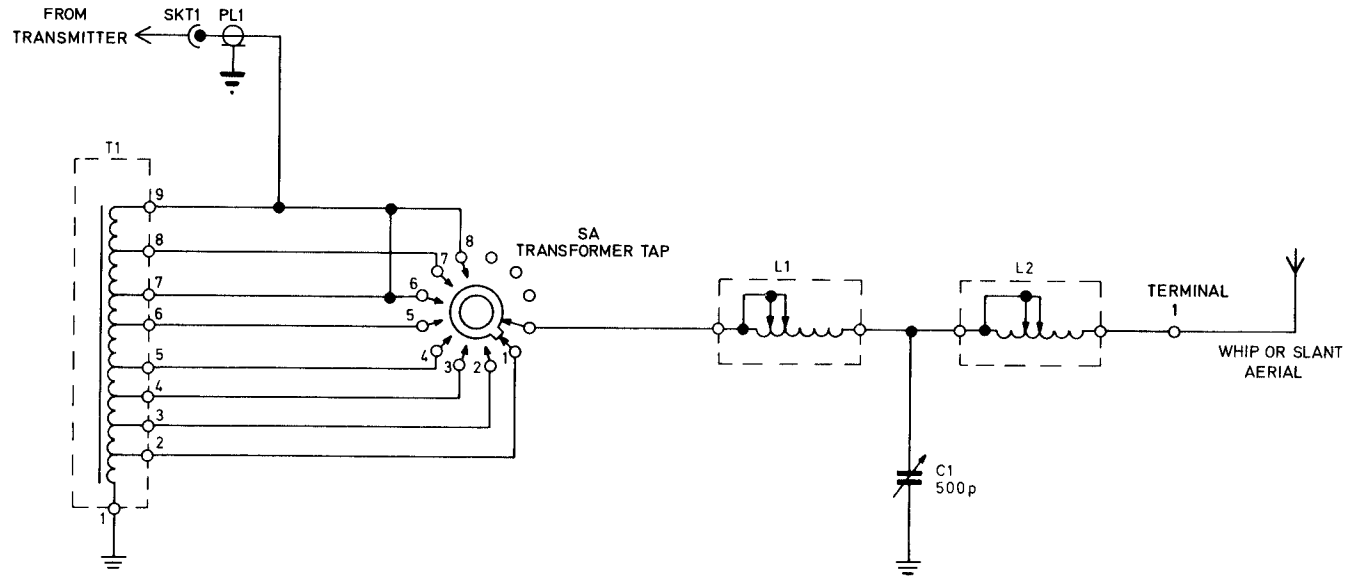 FROM
TRANSMITTER
SKT1 PL1
T1
9
8
7
6
5
4
3
2
1
SA
TRANSFORMER TAP
8
7
6
5
4
3
2
1
L1
L2
TERMINAL
1
WHIP OR SLANT
AERIAL
C1
500p